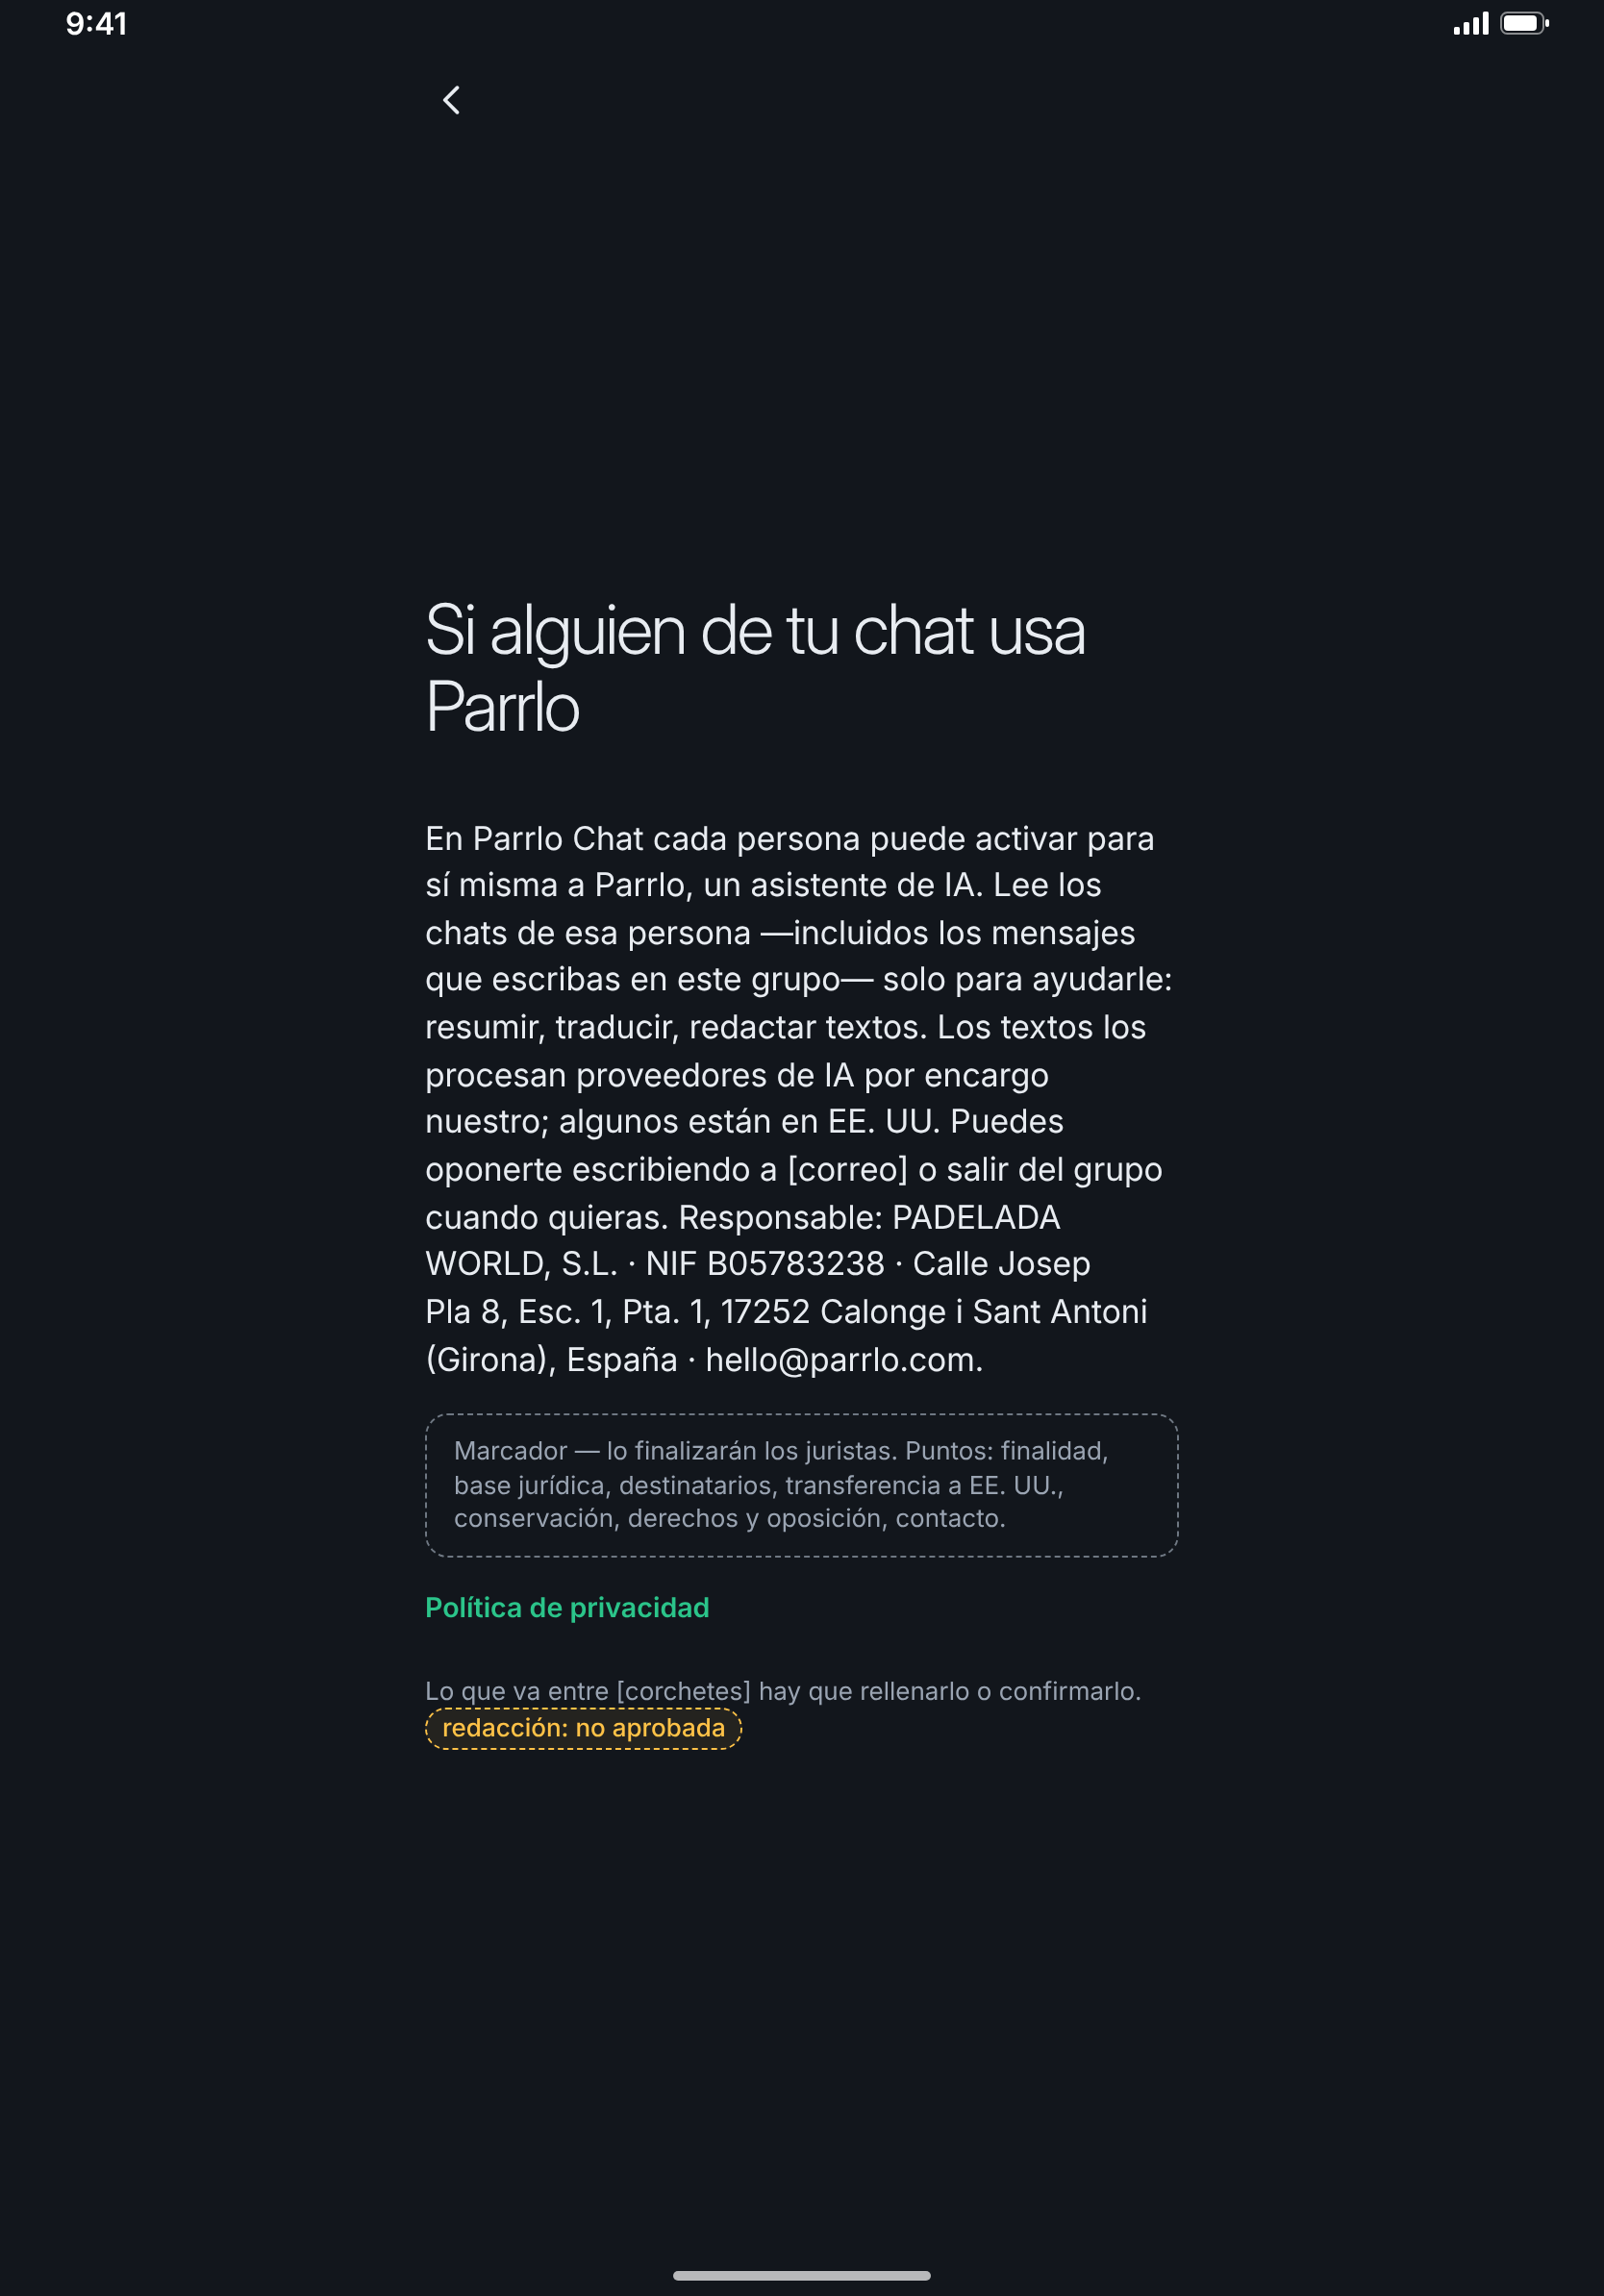 9:41
Si alguien de tu chat usa
Parrlo
En Parrlo Chat cada persona puede activar para
sí misma a Parrlo, un asistente de IA. Lee los
chats de esa persona —incluidos los mensajes
que escribas en este grupo— solo para ayudarle:
resumir, traducir, redactar textos. Los textos los
procesan proveedores de IA por encargo
nuestro; algunos están en EE. UU. Puedes
oponerte escribiendo a [correo] o salir del grupo
cuando quieras. Responsable: PADELADA
WORLD, S.L. · NIF B05783238 · Calle Josep
Pla 8, Esc. 1, Pta. 1, 17252 Calonge i Sant Antoni
(Girona), España · hello@parrlo.com.
Marcador — lo finalizarán los juristas. Puntos: finalidad,
base jurídica, destinatarios, transferencia a EE. UU.,
conservación, derechos y oposición, contacto.
Política de privacidad
Lo que va entre [corchetes] hay que rellenarlo o confirmarlo.
redacción: no aprobada